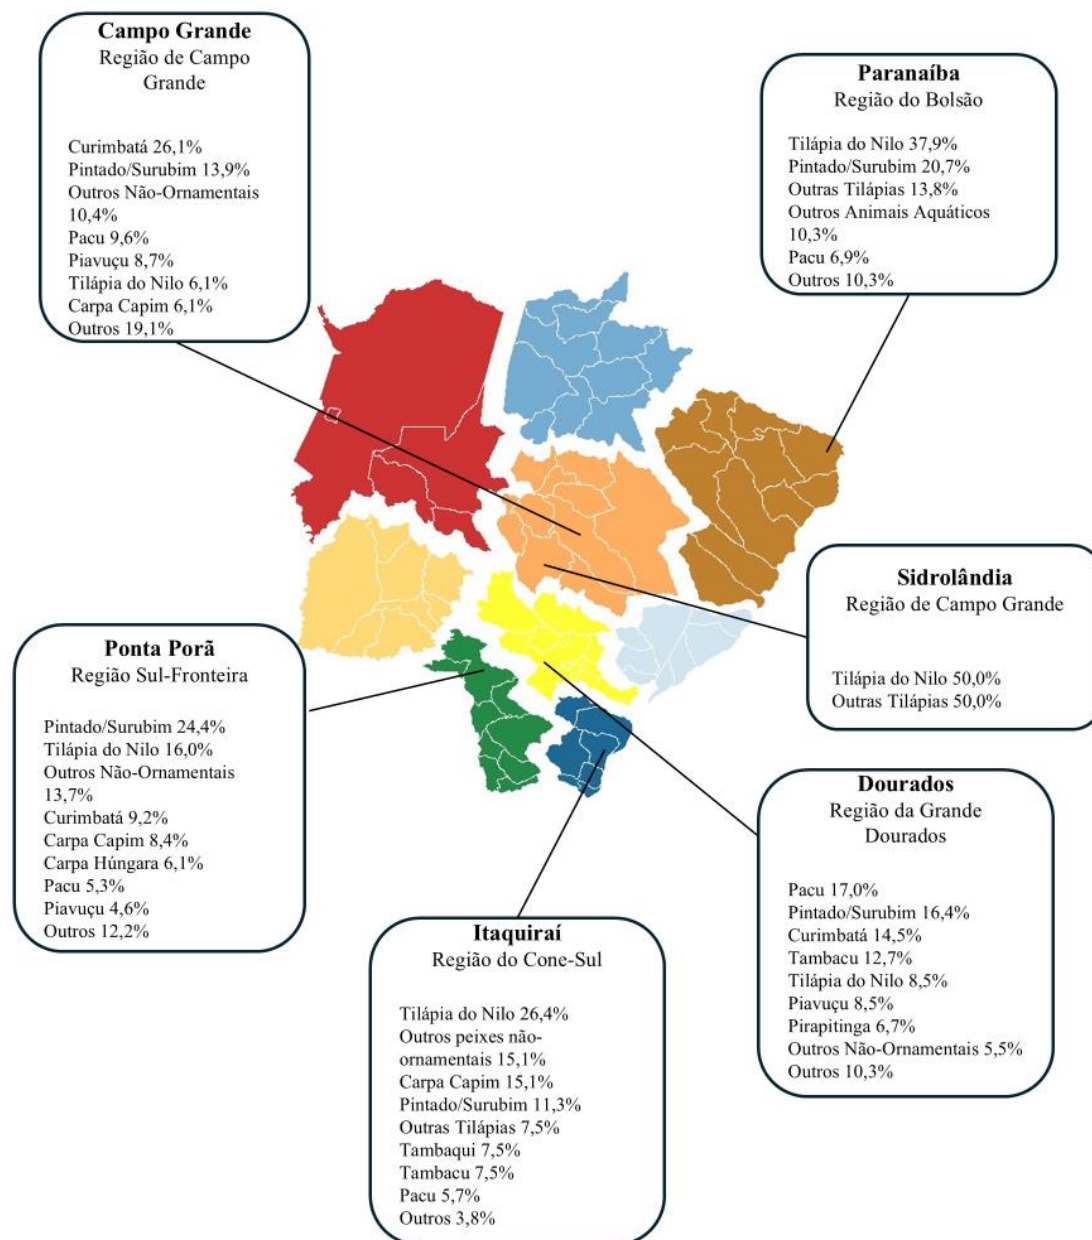 Campo Grande
Região de Campo
Grande
Curimbatá 26,1%
Pintado/Surubim 13,9%
Outros Não-Ornamentais
10,4%
Pacu 9,6%
Piavuçu 8,7%
Tilápia do Nilo 6,1%
Carpa Capim 6,1%
Outros 19,1%
Paranaíba
Região do Bolsão
Tilápia do Nilo 37,9%
Pintado/Surubim 20,7%
Outras Tilápias 13,8%
Outros Animais Aquáticos
10,3%
Pacu 6,9%
Outros 10,3%
Sidrolândia
Região de Campo Grande
Tilápia do Nilo 50,0%
Outras Tilápias 50,0%
Ponta Porã
Região Sul-Fronteira
Pintado/Surubim 24,4%
Tilápia do Nilo 16,0%
Outros Não-Ornamentais
13,7%
Curimbatá 9,2%
Carpa Capim 8,4%
Carpa Húngara 6,1%
Pacu 5,3%
Piavuçu 4,6%
Outros 12,2%
Dourados
Região da Grande
Dourados
Pacu 17,0%
Pintado/Surubim 16,4%
Curimbatá 14,5%
Tambacu 12,7%
Tilápia do Nilo 8,5%
Piavuçu 8,5%
Pirapitinga 6,7%
Outros Não-Ornamentais 5,5%
Outros 10,3%
Itaquiraí
Região do Cone-Sul
Tilápia do Nilo 26,4%
Outros peixes não-
ornamentais 15,1%
Carpa Capim 15,1%
Pintado/Surubim 11,3%
Outras Tilápias 7,5%
Tambaqui 7,5%
Tambacu 7,5%
Pacu 5,7%
Outros 3,8%